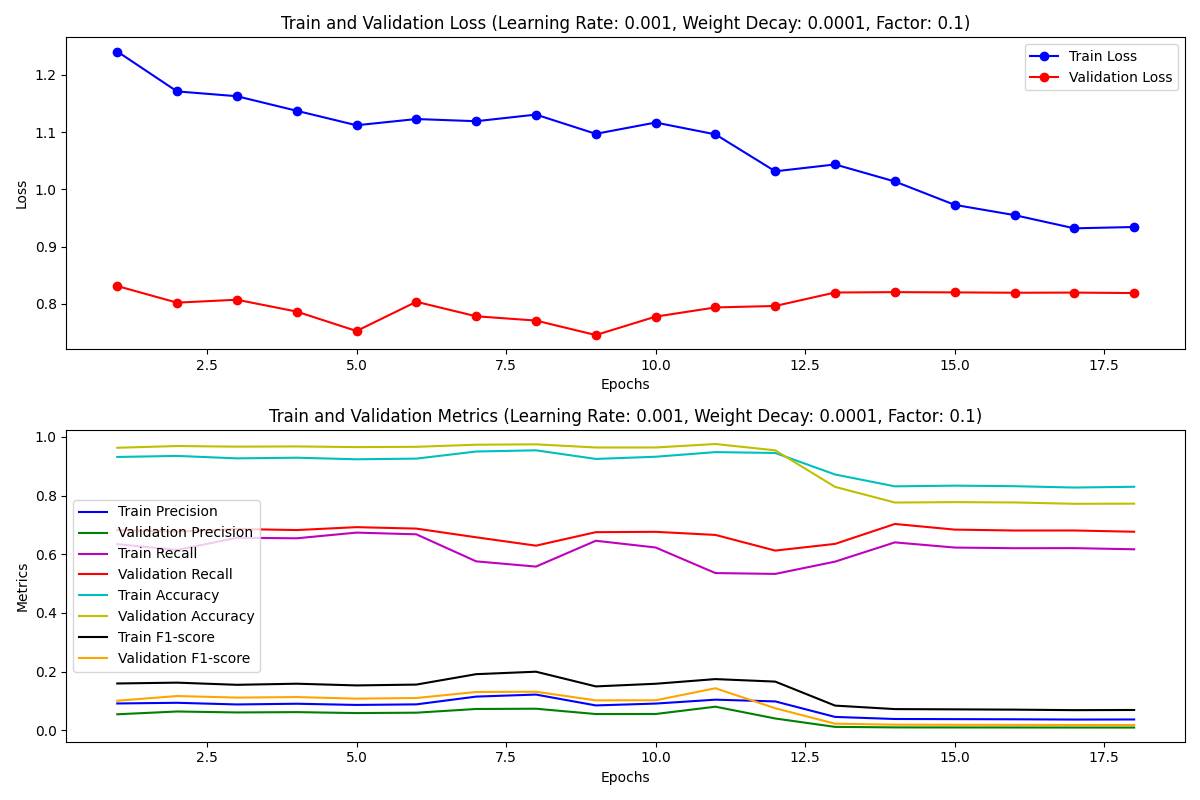 Train and Validation Loss (Learning Rate: 0.001, Weight Decay: 0.0001, Factor: 0.1)
Train Loss
Validation Loss
Loss
1.2
1.1
1.0
0.9
0.8
2.5 5.0 7.5 10.0 12.5 15.0 17.5
Epochs
Train and Validation Metrics (Learning Rate: 0.001, Weight Decay: 0.0001, Factor: 0.1)
Metrics
1.0
0.8
0.6
0.4
0.2
0.0
Train Precision
Validation Precision
Train Recall
Validation Recall
Train Accuracy
Validation Accuracy
Train F1-score
Validation F1-score
2.5 5.0 7.5 10.0 12.5 15.0 17.5
Epochs